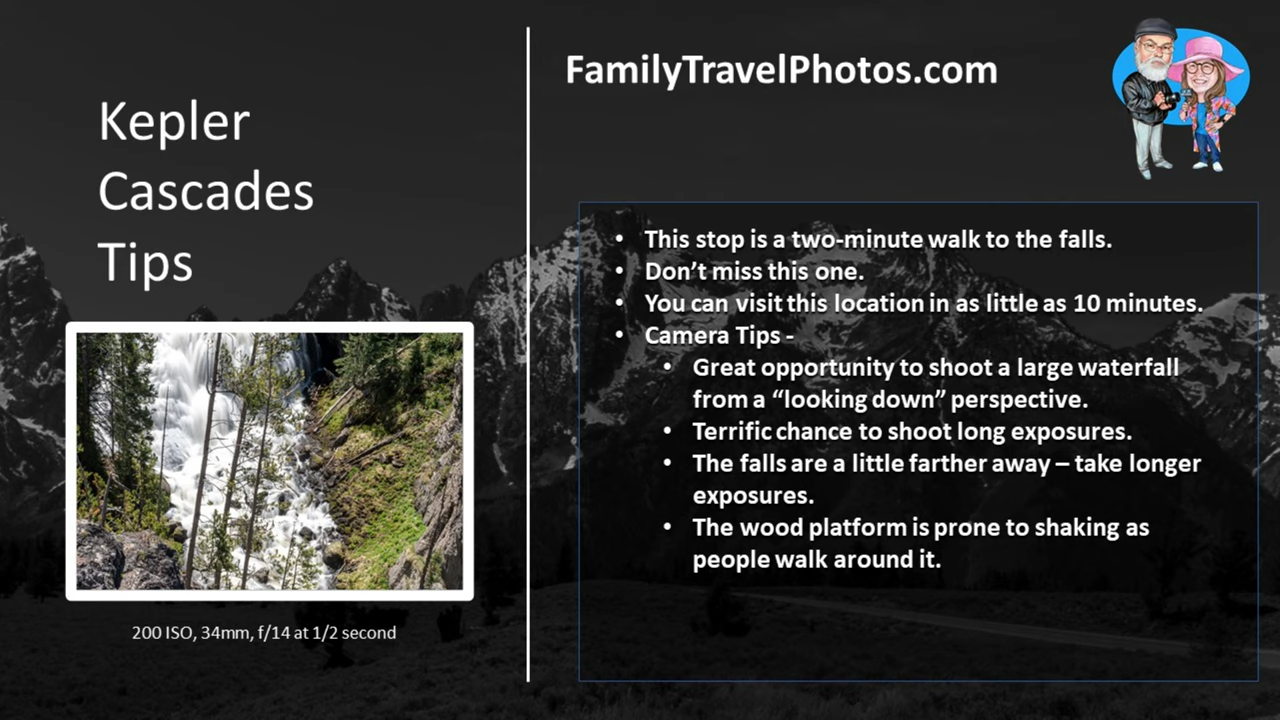 Kepler
Cascades
Tips
200 ISO, 34mm, f/14 at 1/2 second
FamilyTravelPhotos.com
• This stop is a two-minute walk to the falls.
• Don’t miss this one.
• You can visit this location in as little as 10 minutes.
• Camera Tips -
• Great opportunity to shoot a large waterfall
from a “looking down” perspective.
• Terrific chance to shoot long exposures.
• The falls are a little farther away – take longer
exposures.
• The wood platform is prone to shaking as
people walk around it.